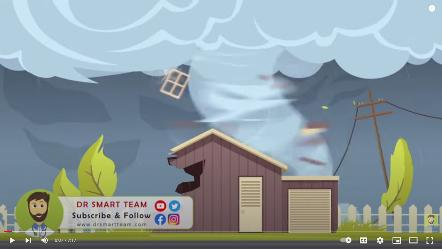 DR SMART TEAM
Subscribe & Follow
www.drsmartteam.com